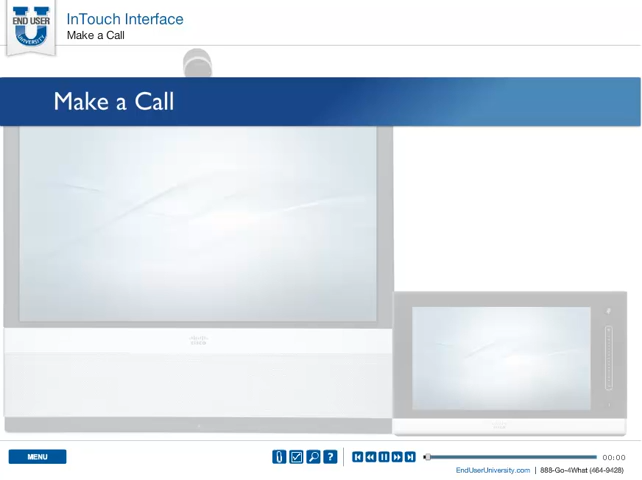 END USER
U
UNIVERSITY
InTouch Interface
Make a Call
Make a Call
MENU
?
00:00
EndUserUniversity.com | 888-Go-4What (464-9428)